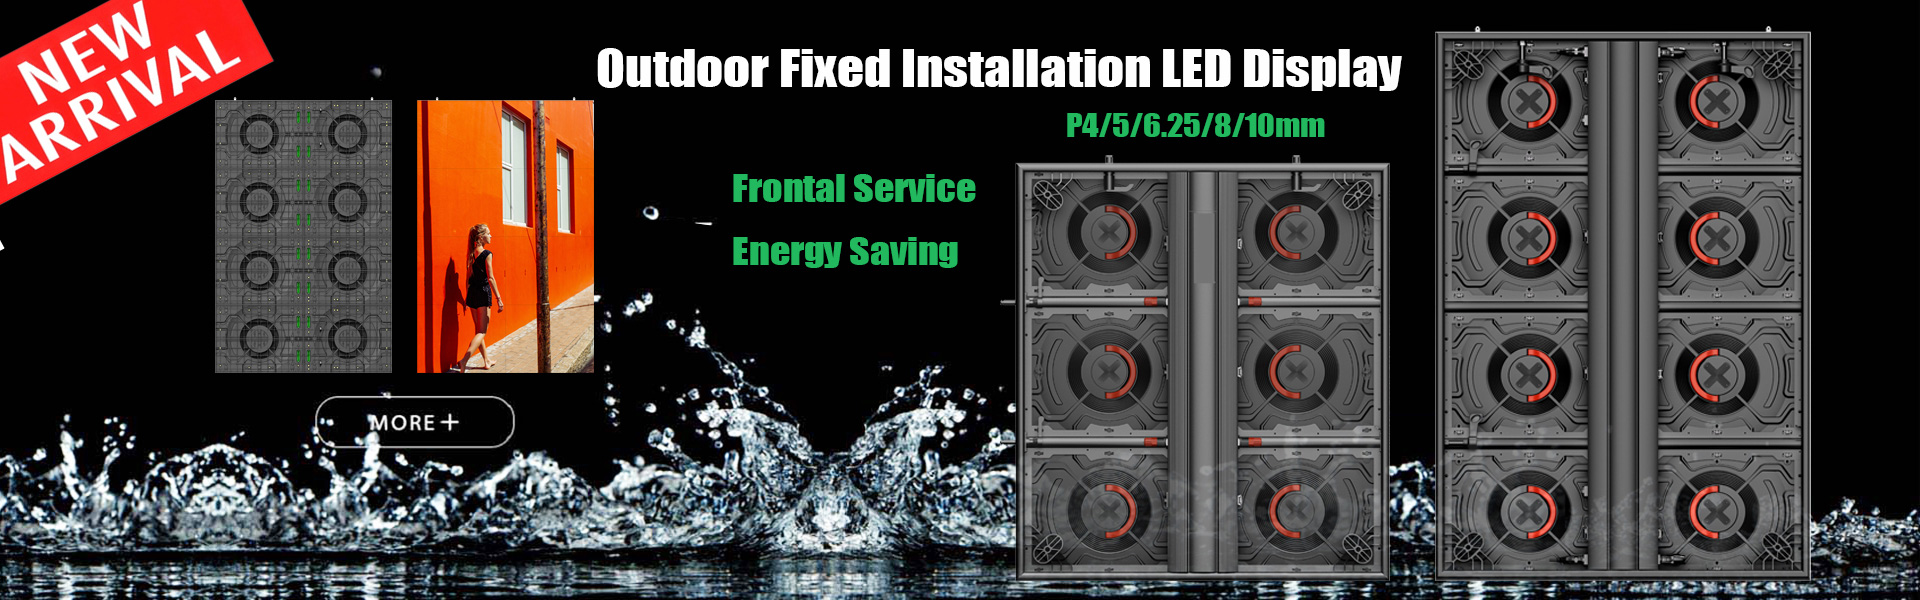 NEW
ARRIVAL
Outdoor Fixed Installation LED Display
P4/5/6.25/8/10mm
Frontal Service
Energy Saving
MORE+